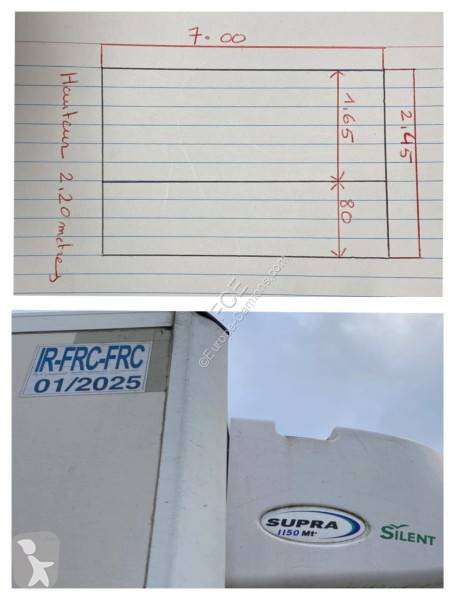 7.00
Hauteur 2,20 metres
1,65
2,45
80
©Europe-Camions.com
IR-FRC-FRC
01/2025
SUPRA
1150 Mt
SILENT